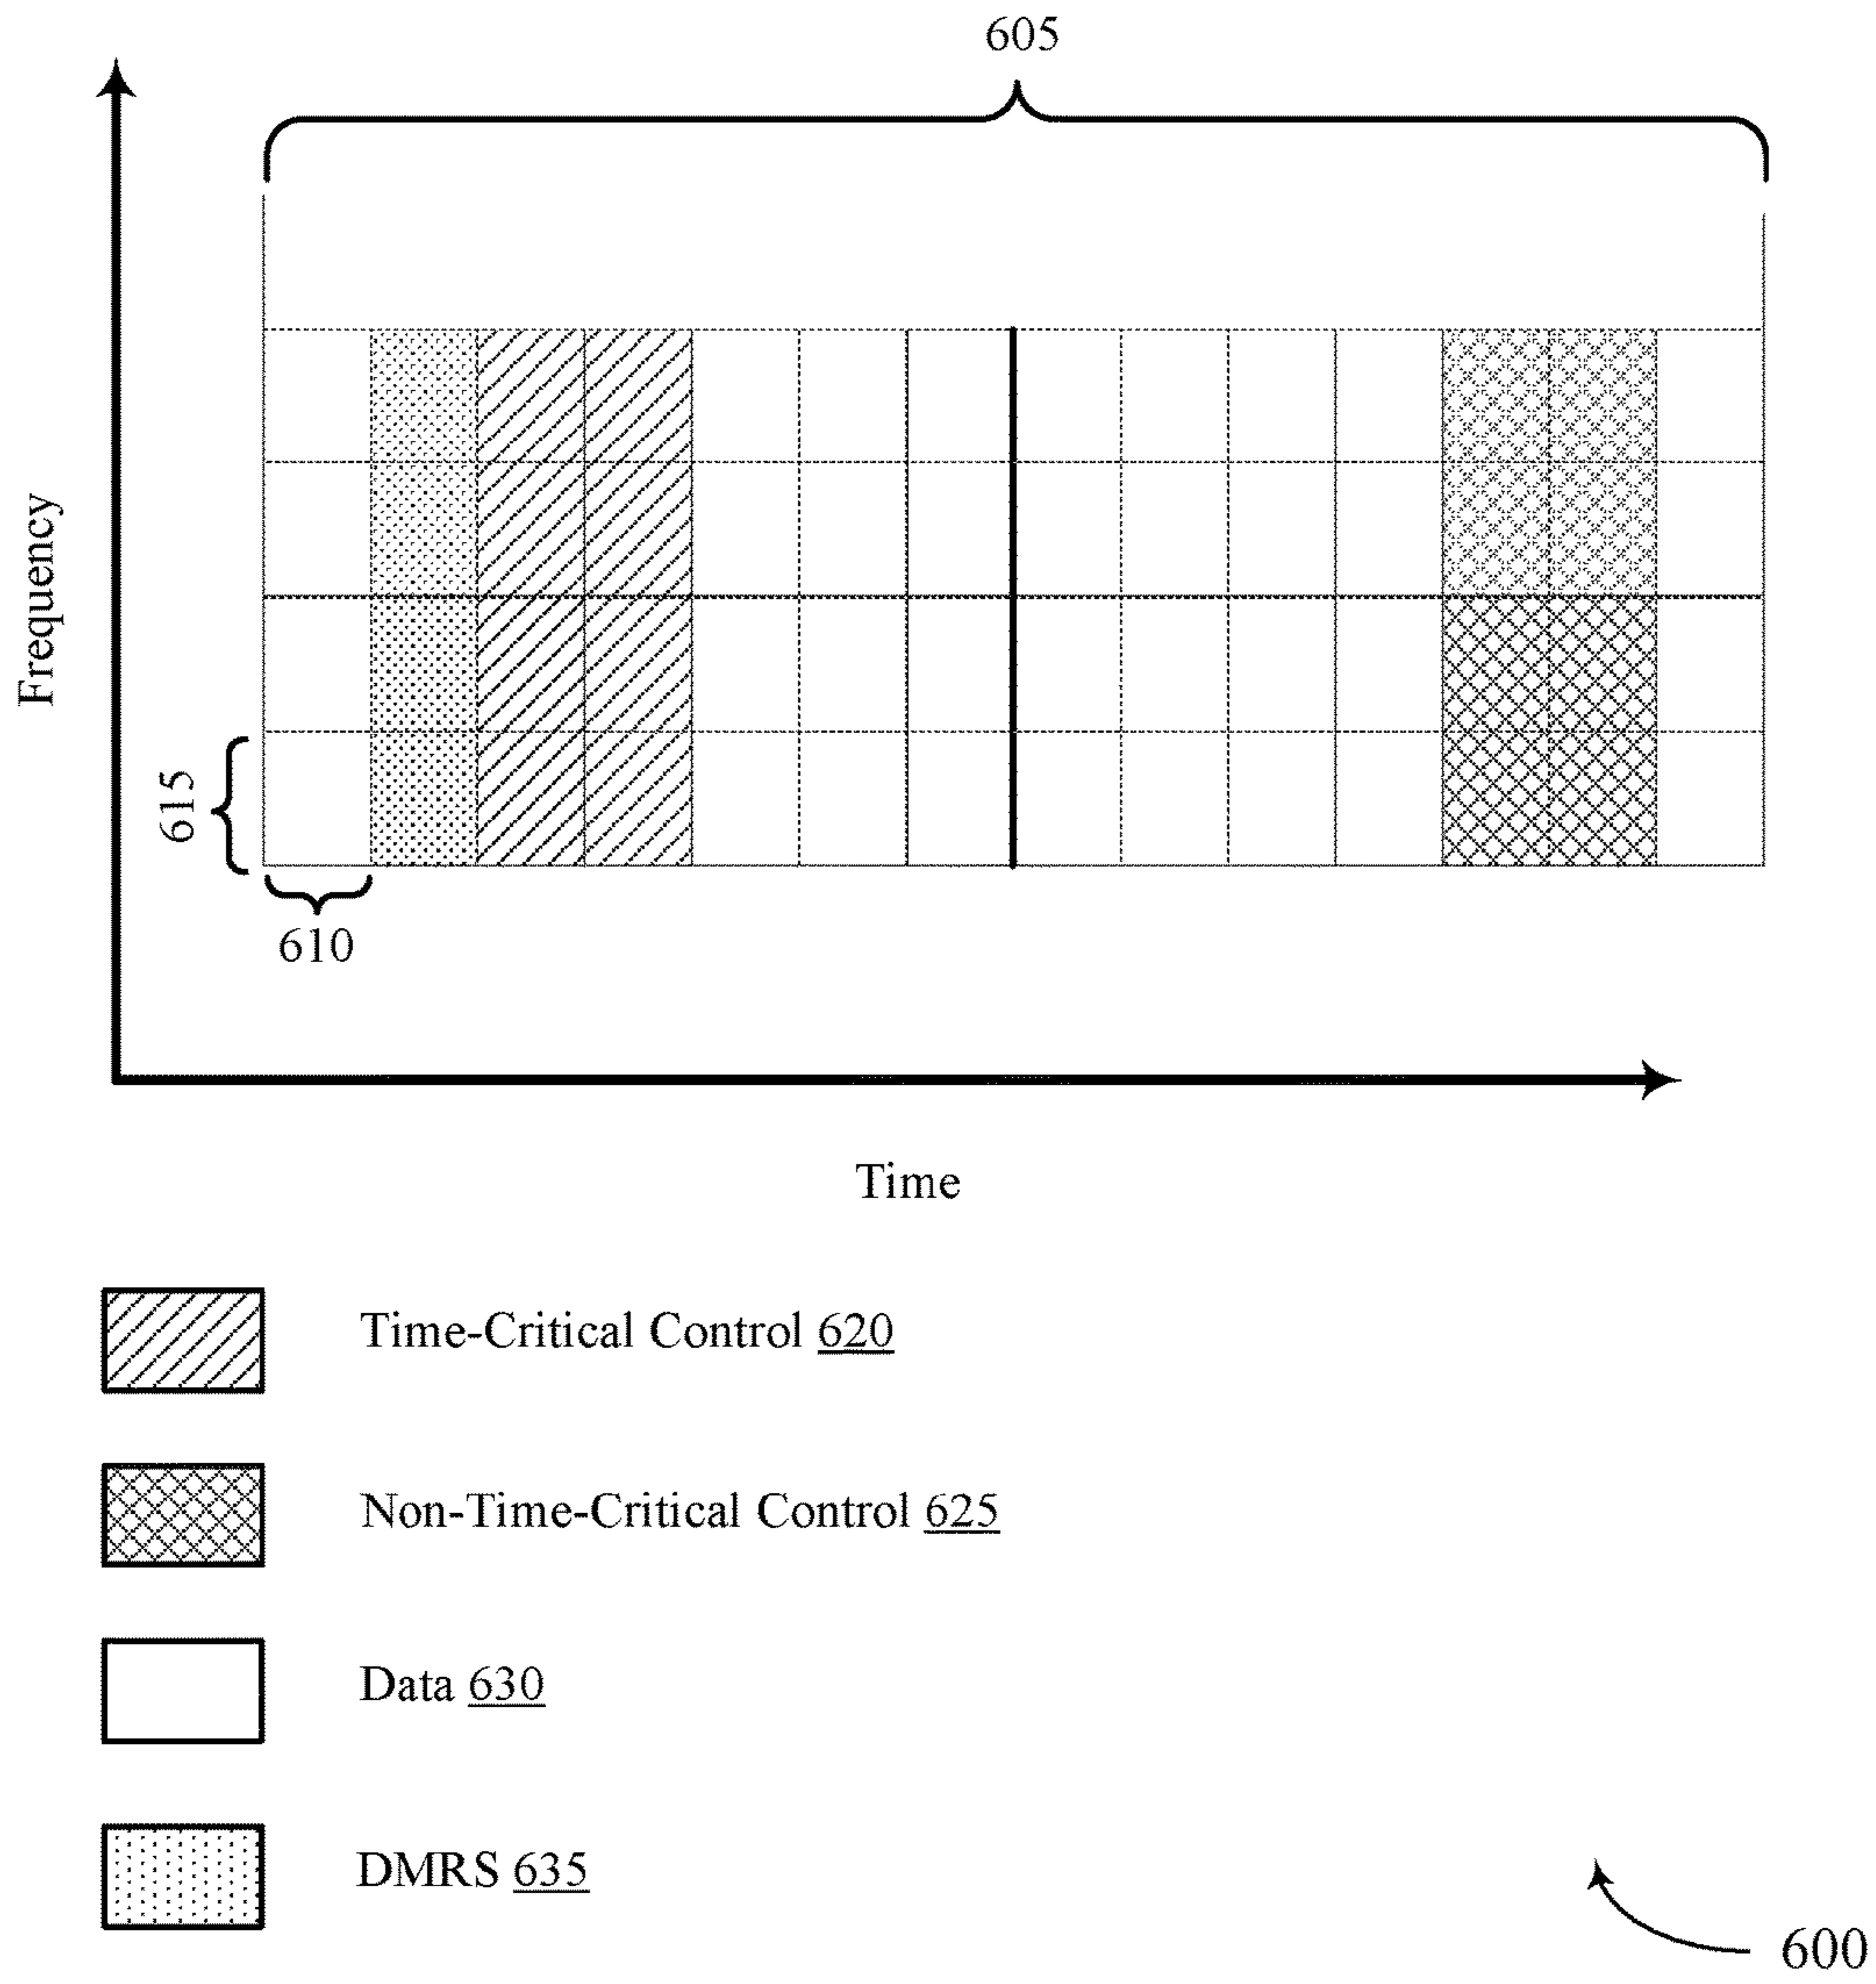 605
Frequency
615
610
Time
Time-Critical Control 620
Non-Time-Critical Control 625
Data 630
DMRS 635
600